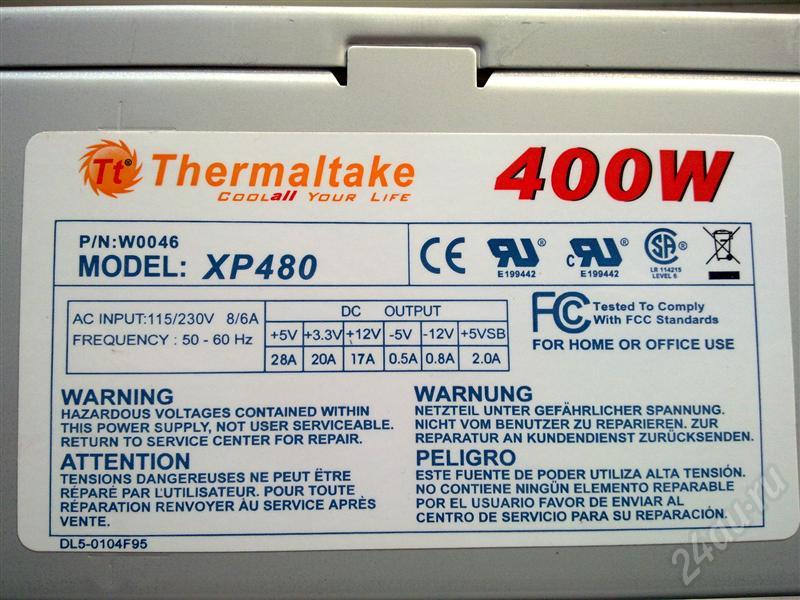 Tt® Thermaltake 400W
COOLall YOUR LIFE
P/N:W0046
MODEL: XP480
E199442 E199442 LR 114215
LEVEL 6
AC INPUT:115/230V 8/6A
FREQUENCY : 50 - 60 Hz
DC OUTPUT
+5V +3.3V +12V -5V -12V +5VSB
28A 20A 17A 0.5A 0.8A 2.0A
FCC Tested To Comply
With FCC Standards
FOR HOME OR OFFICE USE
WARNING
HAZARDOUS VOLTAGES CONTAINED WITHIN
THIS POWER SUPPLY, NOT USER SERVICEABLE.
RETURN TO SERVICE CENTER FOR REPAIR.
WARNUNG
NETZTEIL UNTER GEFÄHRLICHER SPANNUNG.
NICHT VOM BENUTZER ZU REPARIEREN. ZUR
REPARATUR AN KUNDENDIENST ZURÜCKSENDEN.
ATTENTION
TENSIONS DANGEREUSES NE PEUT ËTRE
RÉPARÉ PAR L'UTILISATEUR. POUR TOUTE
RÉPARATION RENVOYER ÀU SERVICE APRÈS
VENTE.
PELIGRO
ESTE FUENTE DE PODER UTILIZA ALTA TENSIÓN.
NO CONTIENE NINGÚN ELEMENTO REPARABLE
POR EL USUARIO FAVOR DE ENVIAR AL
CENTRO DE SERVICIO PARA SU REPARACIÓN.
DL5-0104F95
24au.ru